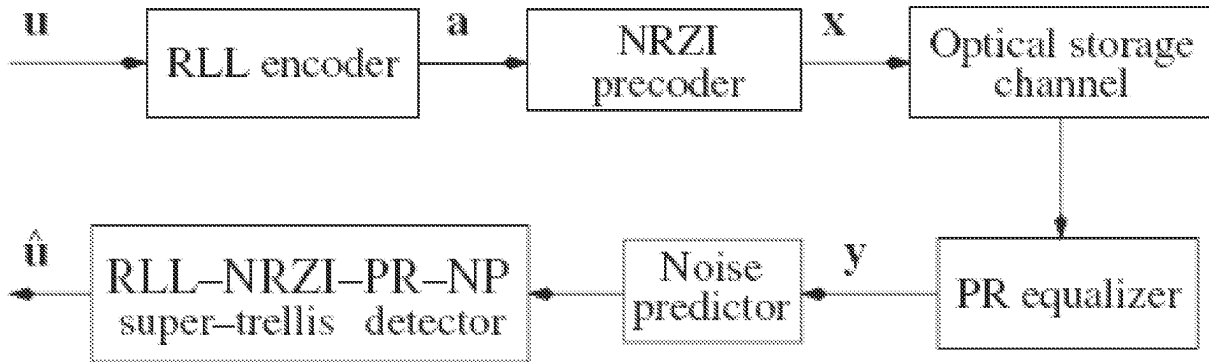 u
RLL encoder
a
NRZI
precoder
x
Optical storage
channel
û
RLL–NRZI–PR–NP
super–trellis detector
Noise
predictor
y
PR equalizer